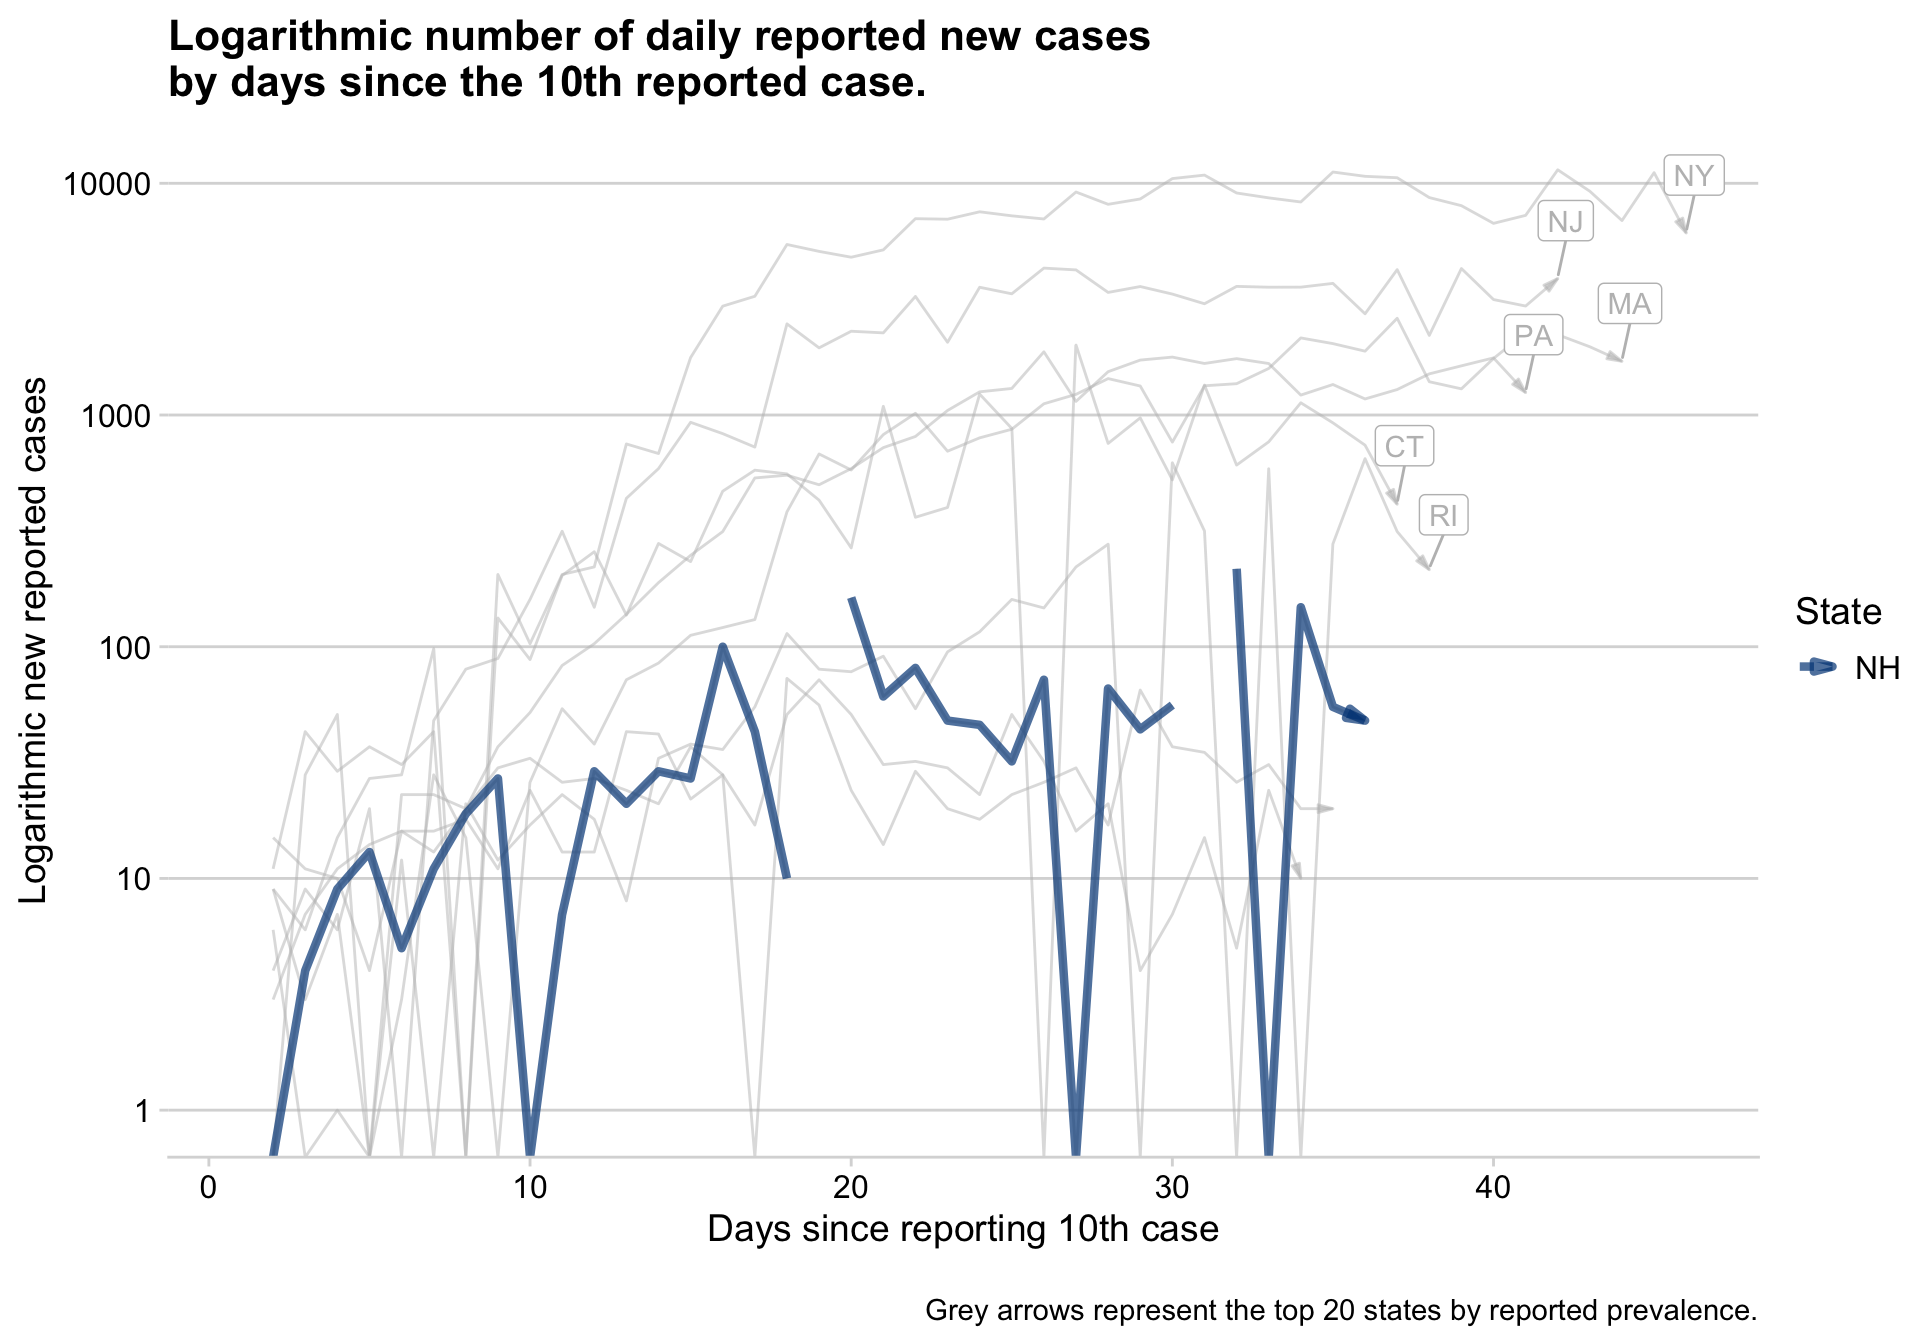 Logarithmic number of daily reported new cases
by days since the 10th reported case.
10000
1000
100
10
1
Logarithmic new reported cases
NY
NJ
MA
PA
CT
RI
State
NH
0 10 20 30 40
Days since reporting 10th case
Grey arrows represent the top 20 states by reported prevalence.